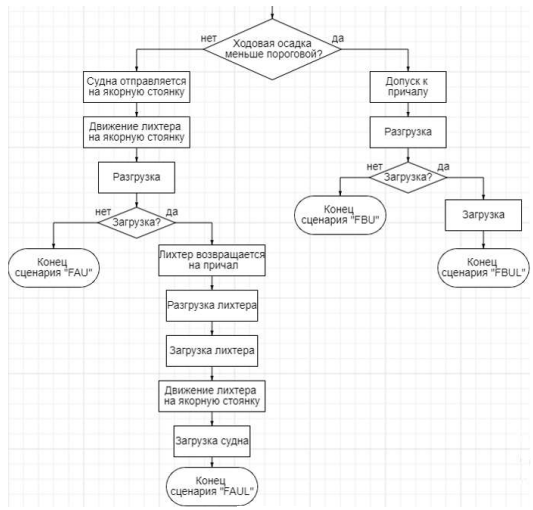 Ходовая осадка
меньше пороговой?
нет
да
Судна отправляется
на якорную стоянку
Допуск к
причалу
Движение лихтера
на якорную стоянку
Разгрузка
Разгрузка
Загрузка?
нет
да
Загрузка?
нет
да
Конец
сценария "FBU"
Загрузка
Конец
сценария "FAU"
Лихтер возвращается
на причал
Конец
сценария "FBUL"
Разгрузка лихтера
Загрузка лихтера
Движение лихтера
на якорную стоянку
Загрузка судна
Конец
сценария "FAUL"